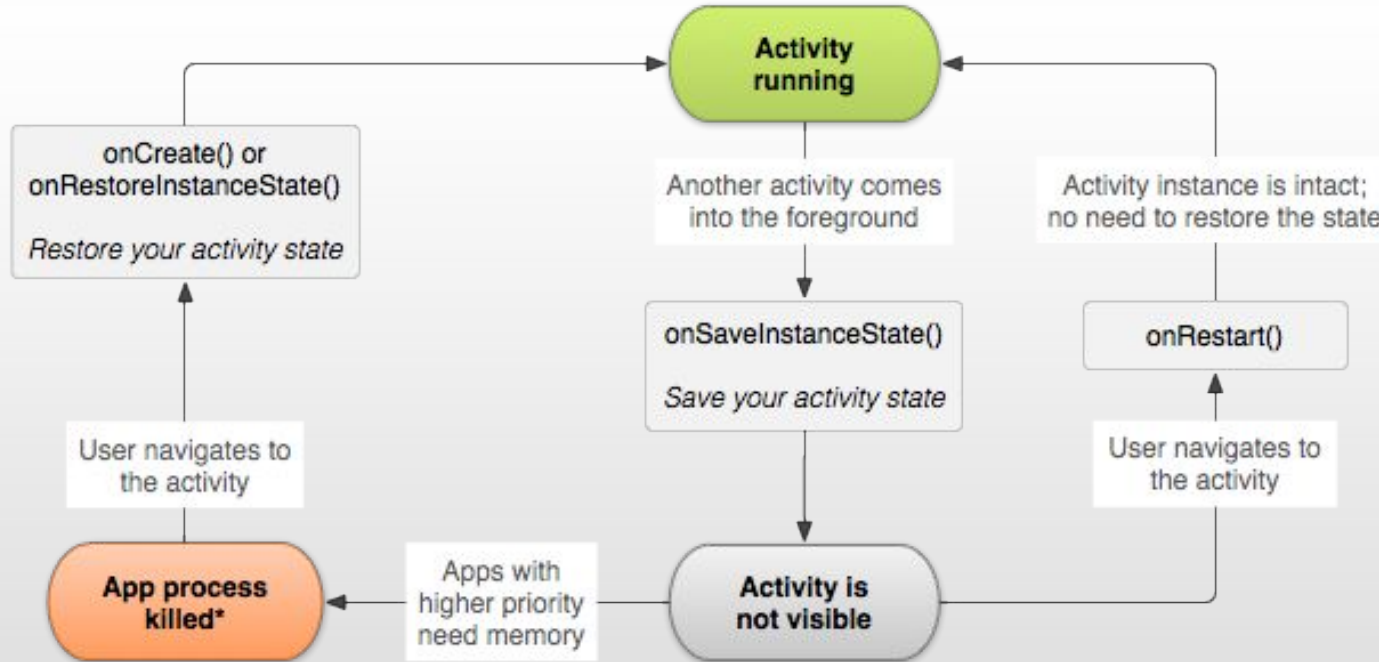 Activity
running
onCreate() or
onRestoreInstanceState()
Restore your activity state
Another activity comes
into the foreground
Activity instance is intact;
no need to restore the state
onSaveInstanceState()
Save your activity state
onRestart()
User navigates to
the activity
User navigates to
the activity
App process
killed*
Apps with
higher priority
need memory
Activity is
not visible